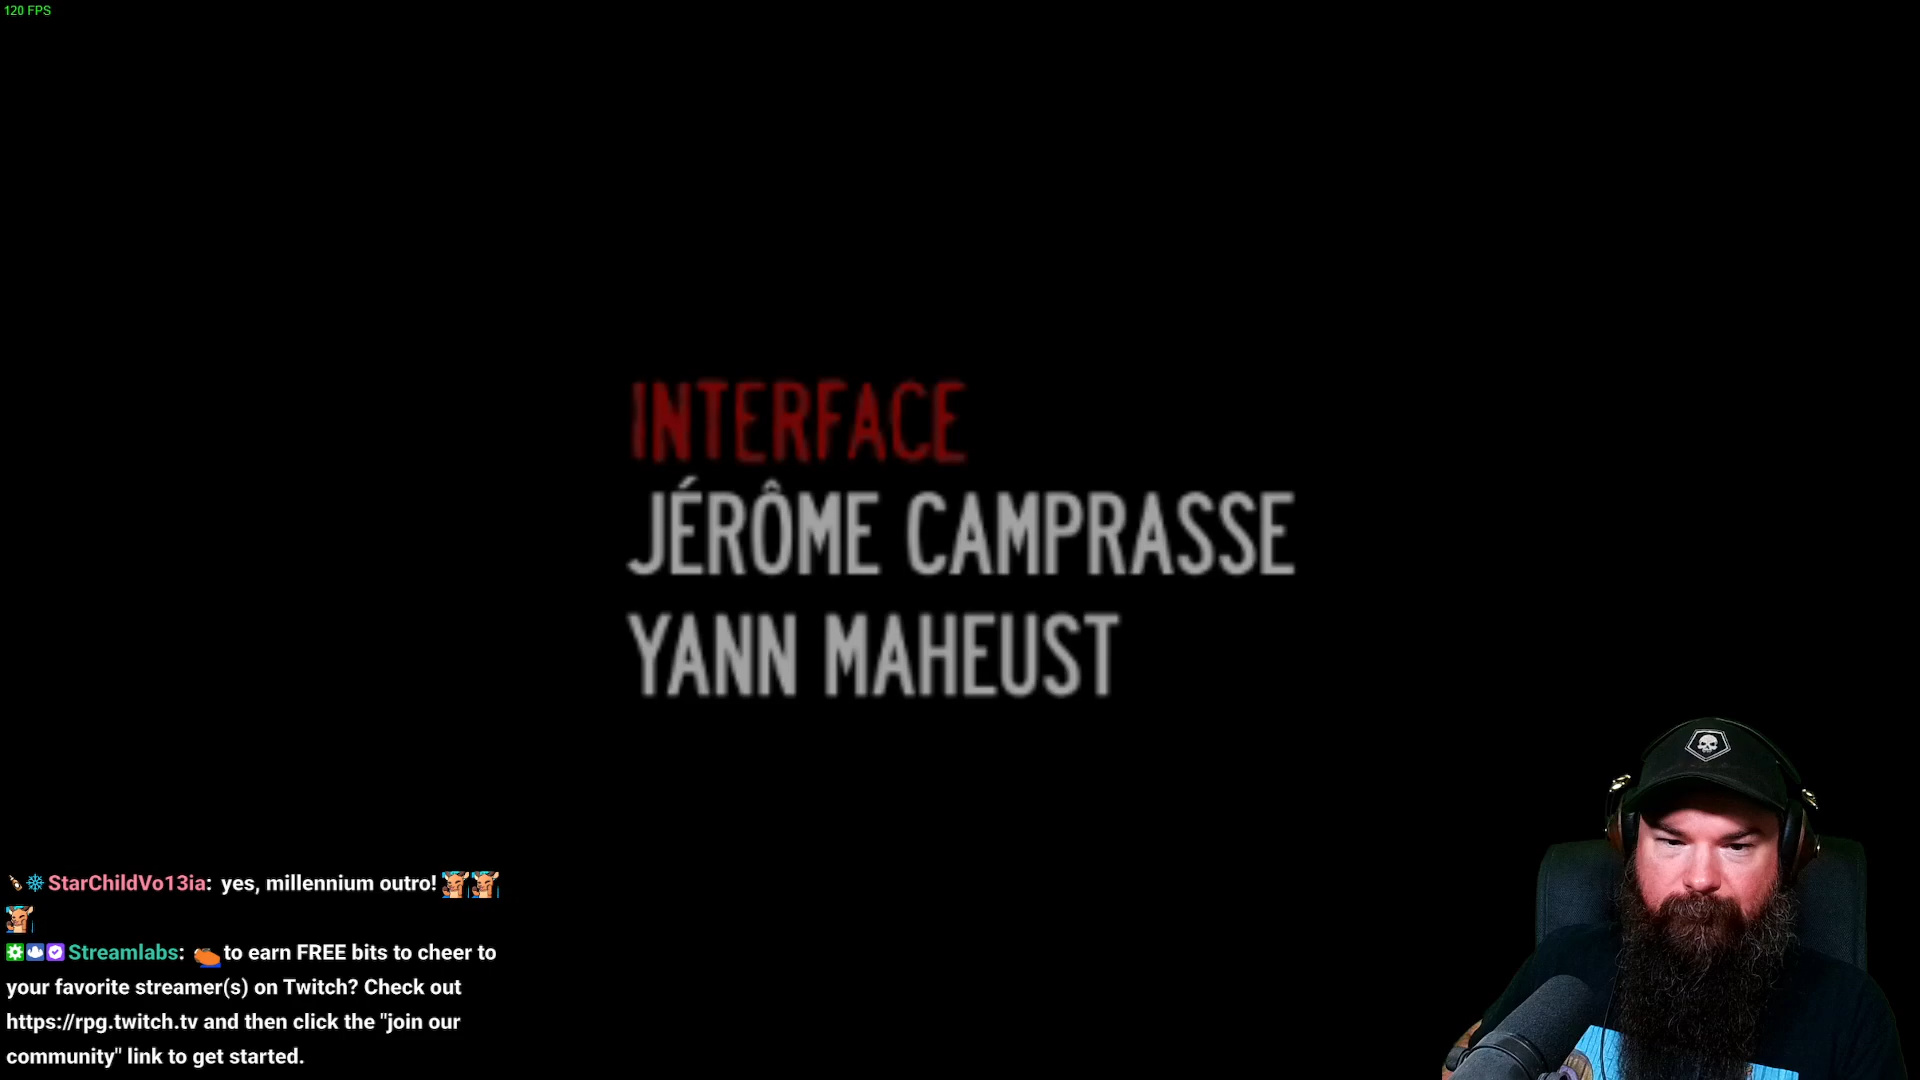 120 FPS
INTERFACE
JÉRÔME CAMPRASSE
YANN MAHEUST
StarChildVo13ia: yes, millennium outro!
Streamlabs: to earn FREE bits to cheer to
your favorite streamer(s) on Twitch? Check out
https://rpg.twitch.tv and then click the "join our
community" link to get started.